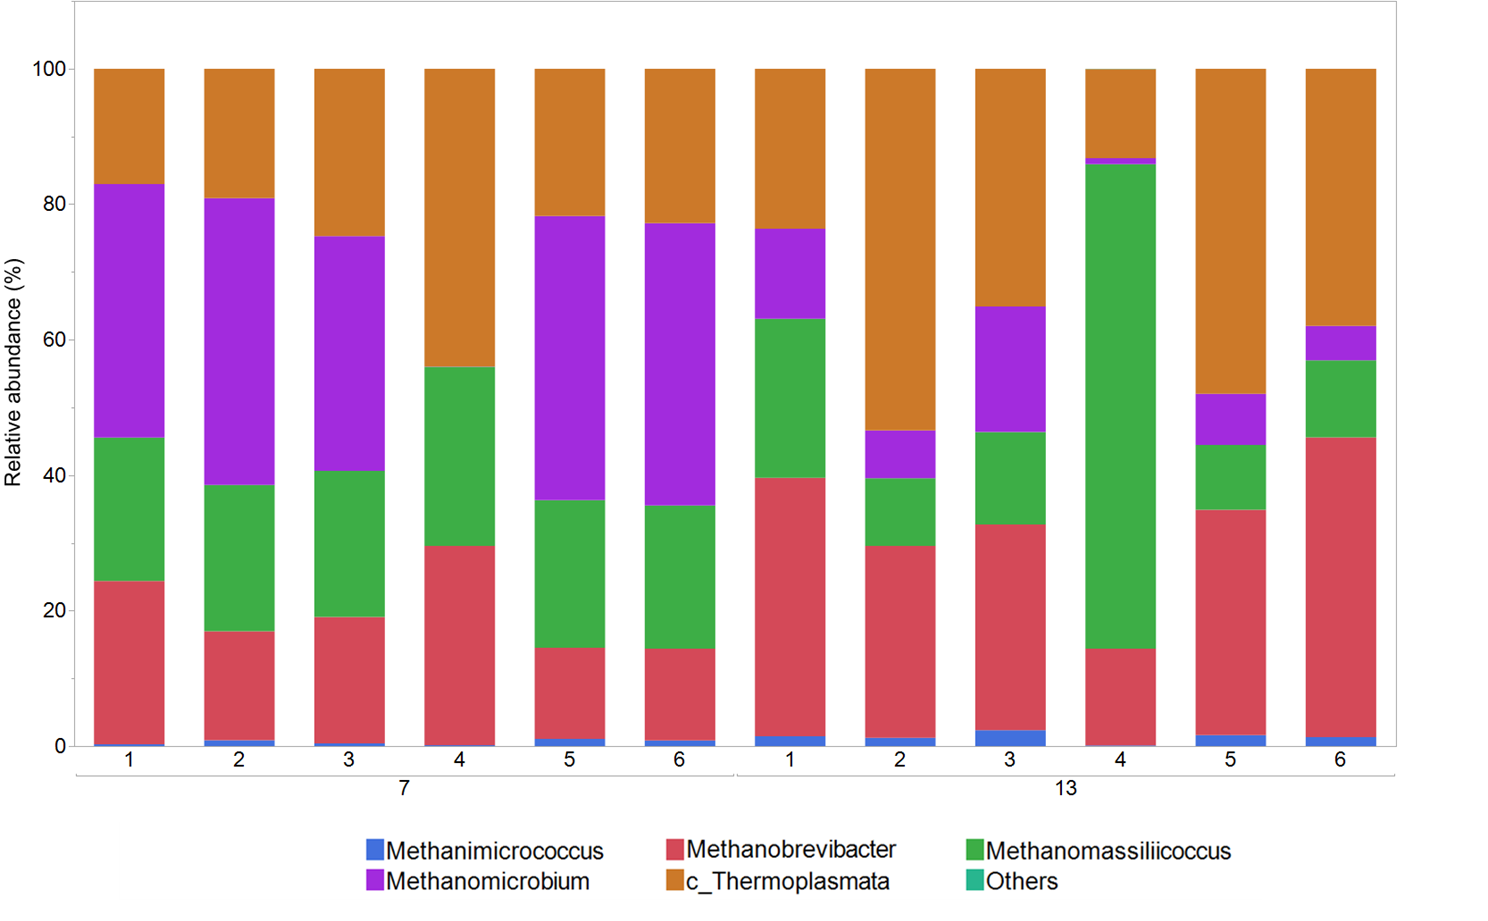 Relative abundance (%)
100
80
60
40
20
0
1 2 3 4 5 6 1 2 3 4 5 6
7 13
Methanimicrococcus Methanobrevibacter Methanomassiliicoccus
Methanomicrobium c_Thermoplasmata Others